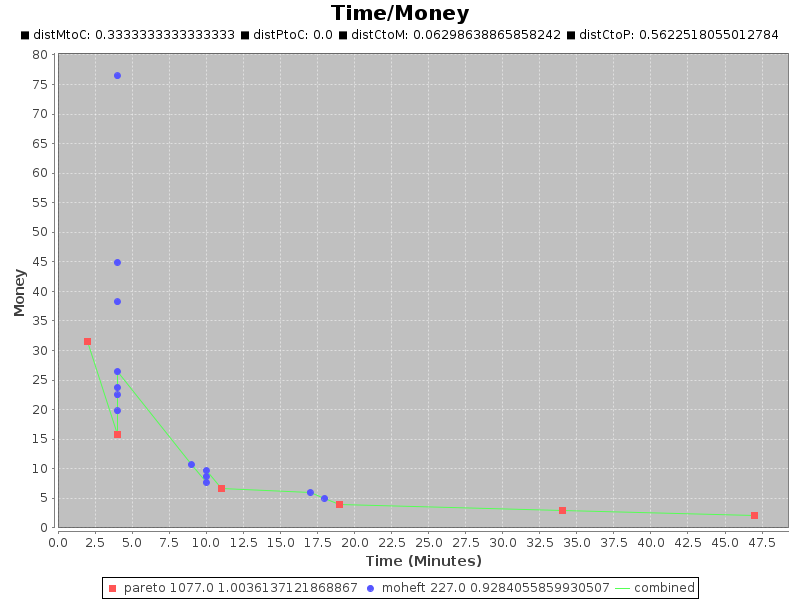 Time/Money
distMtoC: 0.3333333333333333 distPtoC: 0.0 distCtoM: 0.06298638865858242 distCtoP: 0.5622518055012784
80
75
70
65
60
55
50
45
40
35
30
25
20
15
10
5
0
Money
0.0 2.5 5.0 7.5 10.0 12.5 15.0 17.5 20.0 22.5 25.0 27.5 30.0 32.5 35.0 37.5 40.0 42.5 45.0 47.5
Time (Minutes)
pareto 1077.0 1.0036137121868867 moheft 227.0 0.9284055859930507 combined